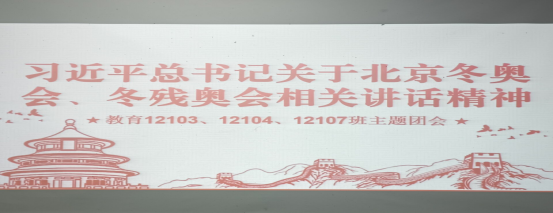 习近平总书记关于北京冬奥
会、冬残奥会相关讲话精神
★ 教育12103、12104、12107班主题团会 ★